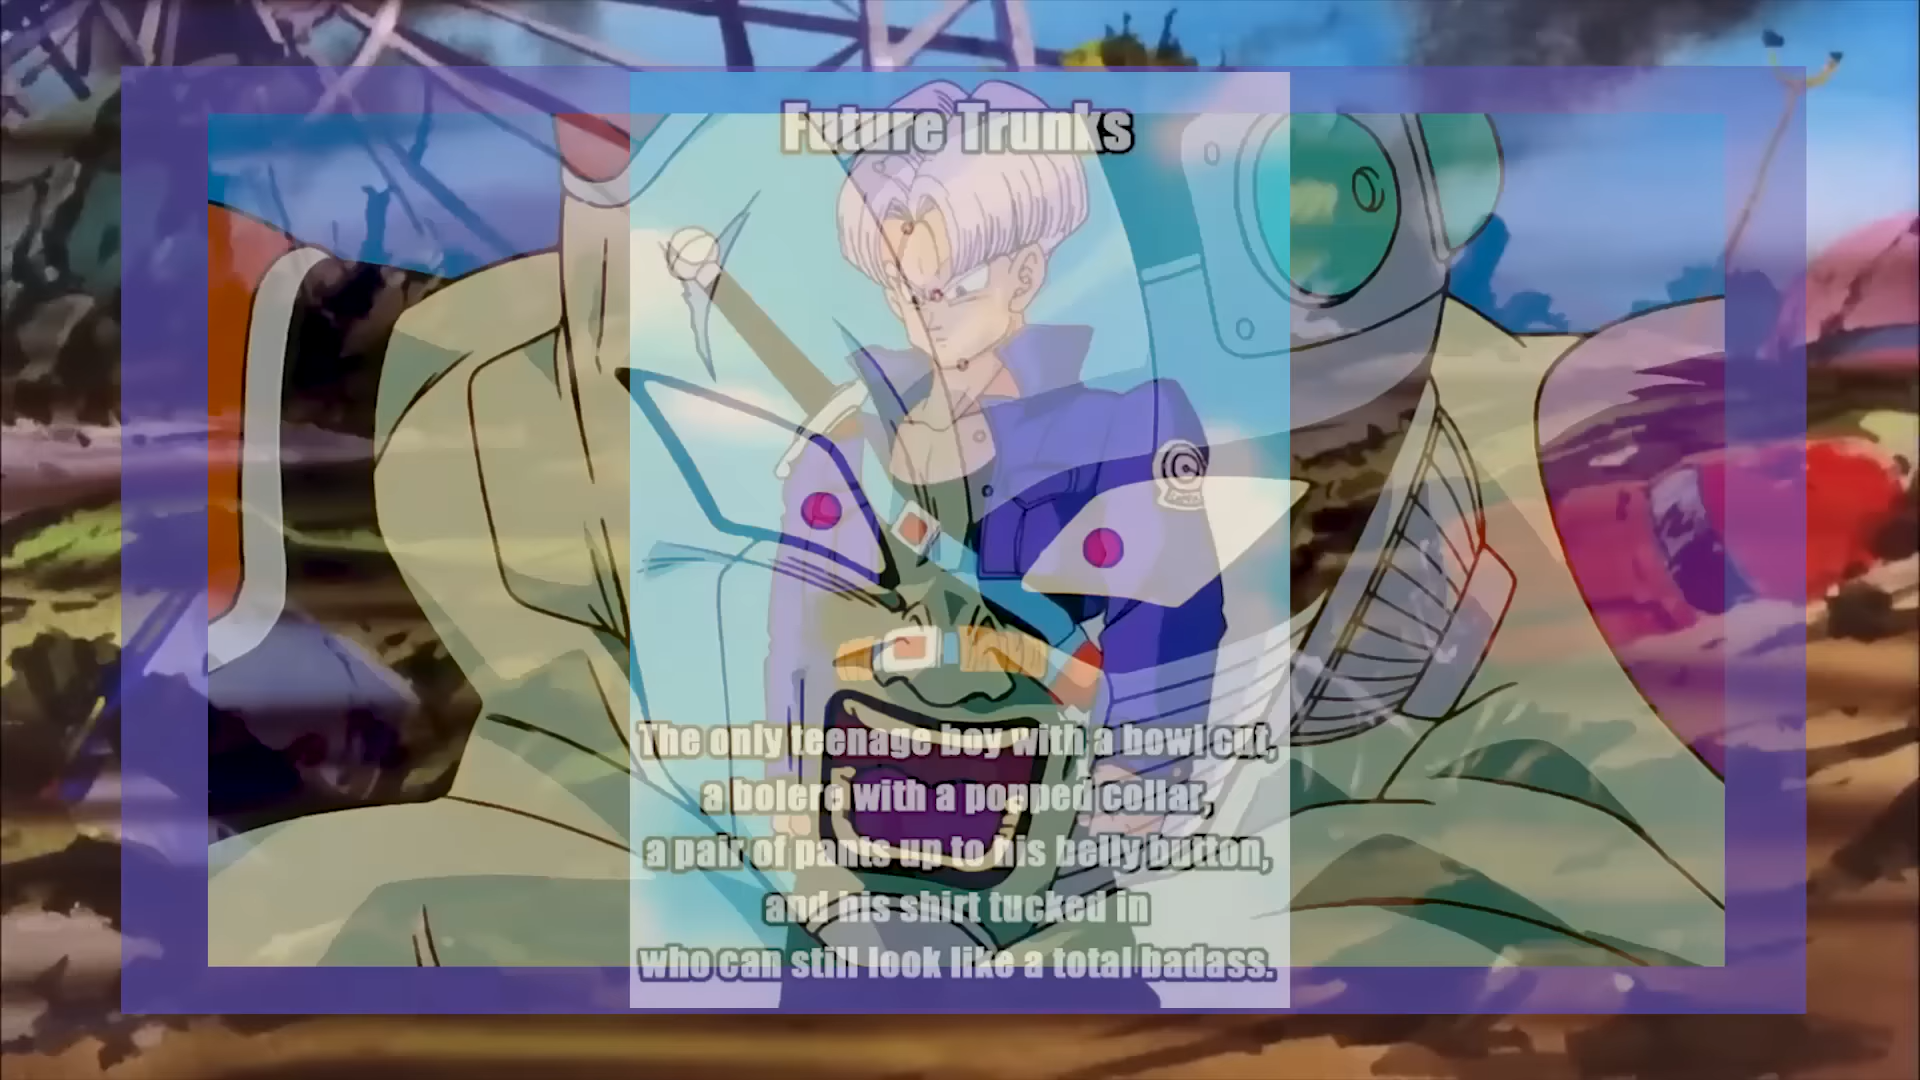 Future Trunks
The only teenage boy with a bowl cut,
a bolero with a popped collar,
a pair of pants up to his belly button,
and his shirt tucked in
who can still look like a total badass.